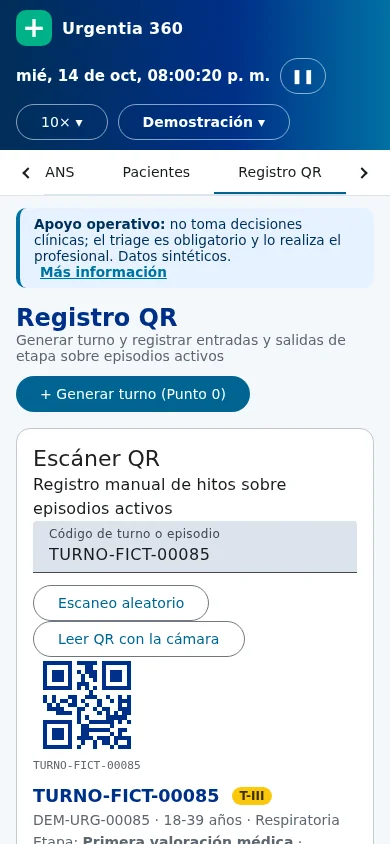 Urgentia 360
mié, 14 de oct, 08:00:20 p. m.
10× ▾
Demostración ▾
ANS
Pacientes
Registro QR
Apoyo operativo: no toma decisiones
clínicas; el triage es obligatorio y lo realiza el
profesional. Datos sintéticos.
Más información
Registro QR
Generar turno y registrar entradas y salidas de
etapa sobre episodios activos
+ Generar turno (Punto 0)
Escáner QR
Registro manual de hitos sobre
episodios activos
Código de turno o episodio
TURNO-FICT-00085
Escaneo aleatorio
Leer QR con la cámara
TURNO-FICT-00085
TURNO-FICT-00085 T-III
DEM-URG-00085 · 18-39 años · Respiratoria
Etapa: Primera valoración médica ·